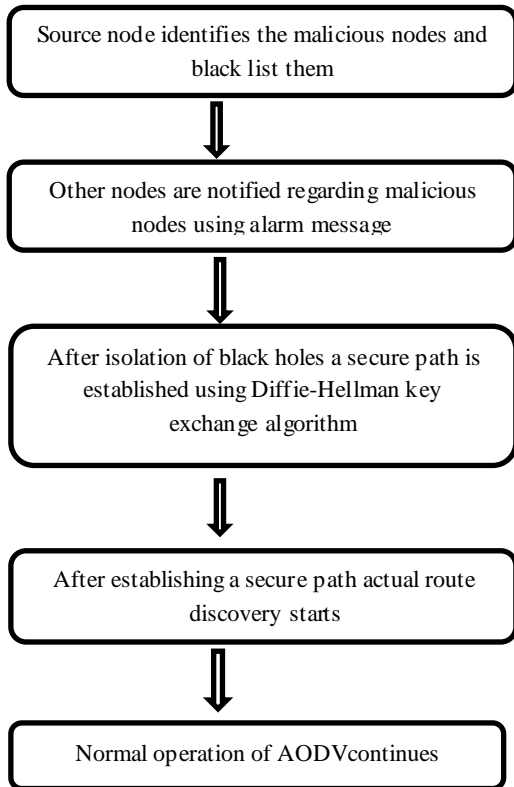 Source node identifies the malicious nodes and
black list them
Other nodes are notified regarding malicious
nodes using alarm message
After isolation of black holes a secure path is
established using Diffie-Hellman key
exchange algorithm
After establishing a secure path actual route
discovery starts
Normal operation of AODVcontinues